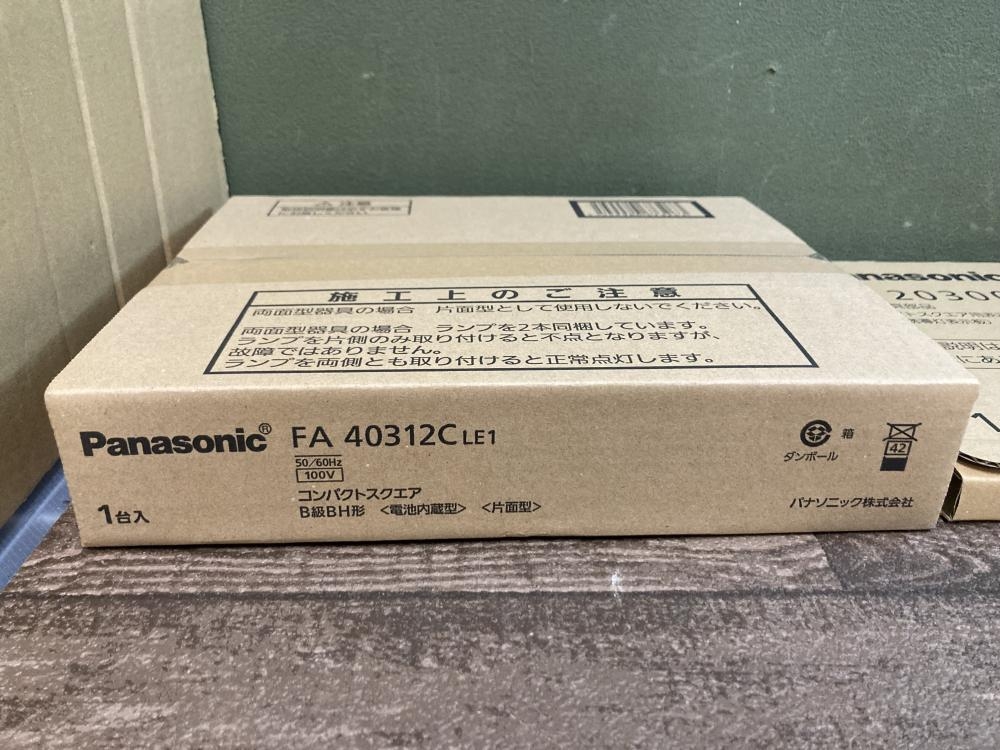 ⚠ 注意
施工上のご注意
両面型器具の場合 片面型として使用しないでください。
両面型器具の場合 ランプを2本同梱しています。
ランプを片側のみ取り付けると不点となりますが、
故障ではありません。
ランプを両側とも取り付けると正常点灯します。
Panasonic® FA 40312C LE1
50/60Hz
100V
コンパクトスクエア
B級BH形 〈電池内蔵型〉 〈片面型〉
1台入
箱
ダンボール
42
パナソニック株式会社
nasonic
2030